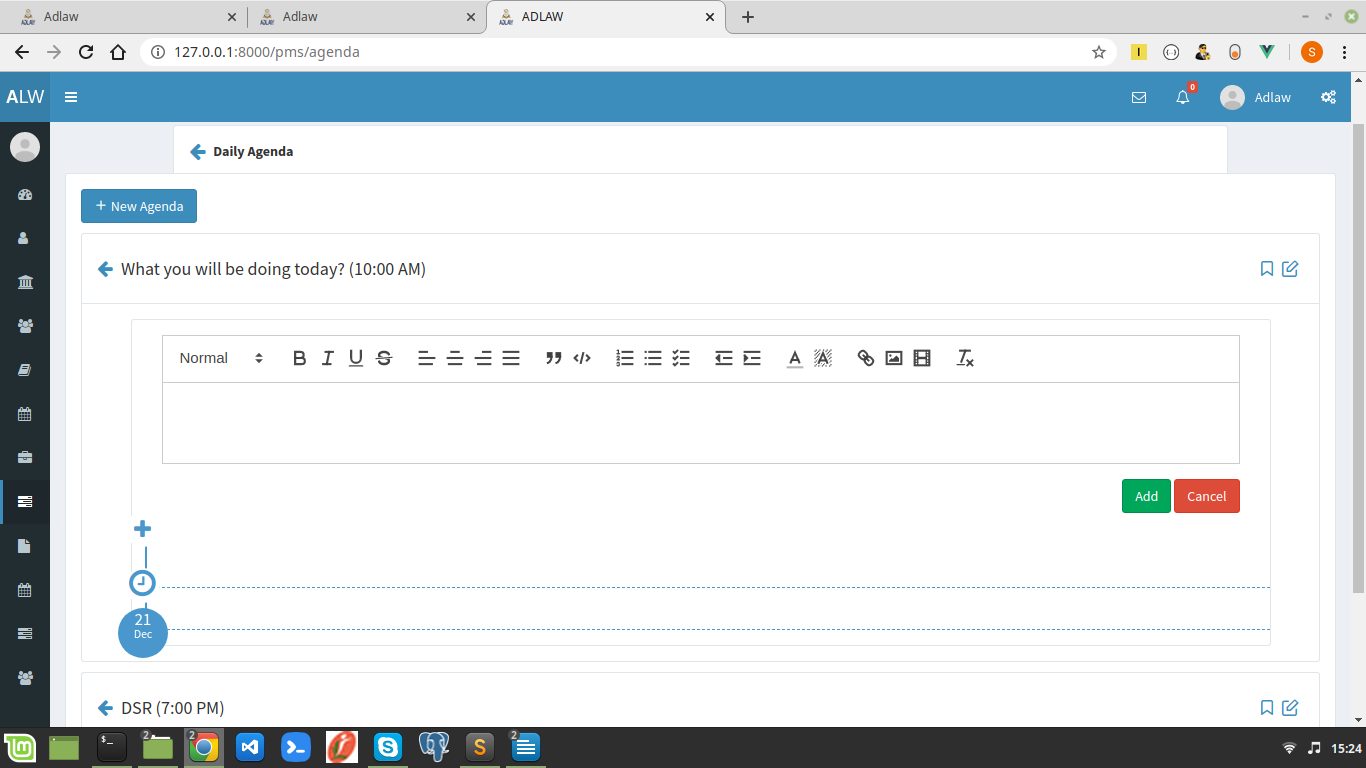 Adlaw
Adlaw
ADLAW
127.0.0.1:8000/pms/agenda
S
ALW
0
Adlaw
Daily Agenda
+ New Agenda
What you will be doing today? (10:00 AM)
Normal
Add
Cancel
21
Dec
DSR (7:00 PM)
2
2
2
15:24